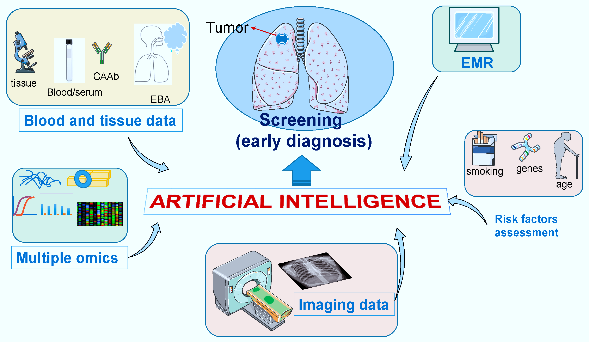 tissue
Blood/serum
CAAb
EBA
Blood and tissue data
Tumor
Screening
(early diagnosis)
EMR
smoking
genes
age
Risk factors
assessment
ARTIFICIAL INTELLIGENCE
Multiple omics
Imaging data